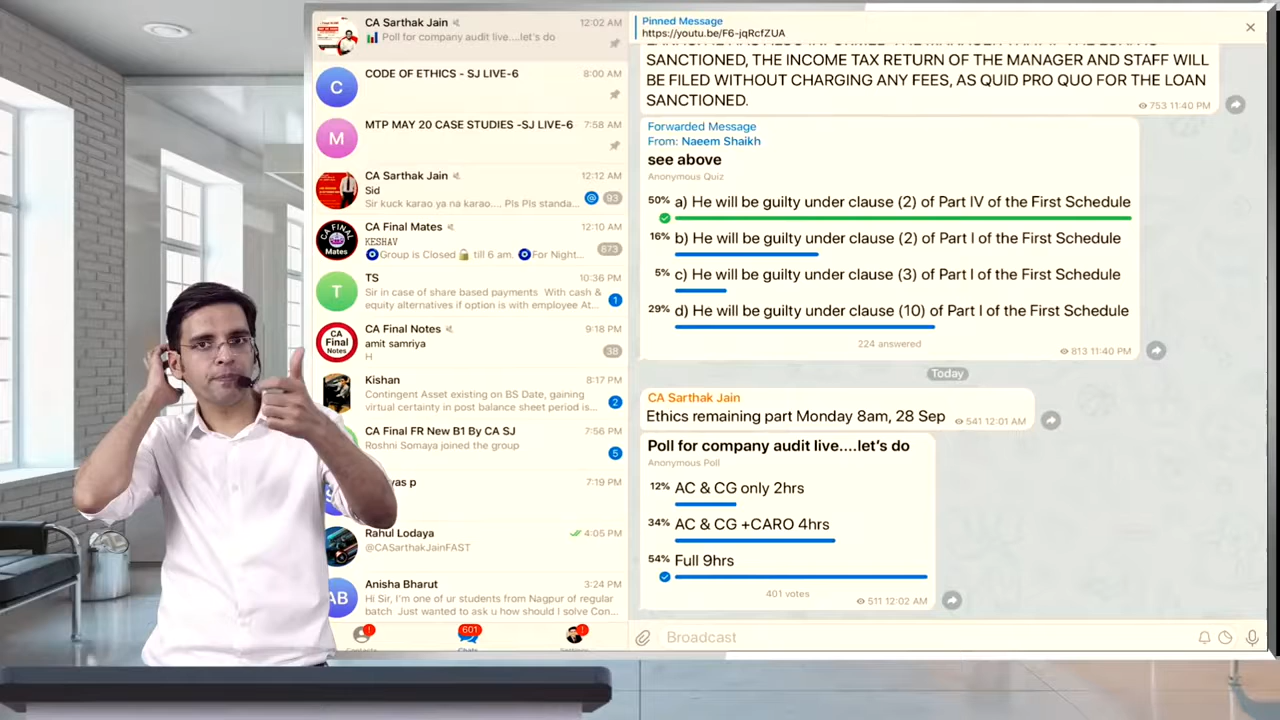 CA Sarthak Jain
12:02 AM
Poll for company audit live....let's do
C
CODE OF ETHICS - SJ LIVE-6
8:00 AM
M
MTP MAY 20 CASE STUDIES -SJ LIVE-6
7:58 AM
CA Sarthak Jain
12:12 AM
Sid
Sir kuck karao ya na karao.... Pls Pls standa...
@ 93
CA FINAL
Mates
CA Final Mates
12:10 AM
KESHAV
Group is Closed till 6 am. For Night...
673
T
TS
10:36 PM
Sir in case of share based payments With cash &
equity alternatives if option is with employee At...
1
CA
Final
Notes
CA Final Notes
9:18 PM
amit samriya
H
38
Kishan
8:17 PM
Contingent Asset existing on BS Date, gaining
virtual certainty in post balance sheet period is...
2
CA Final FR New B1 By CA SJ
7:56 PM
Roshni Somaya joined the group
5
yas p
7:19 PM
Rahul Lodaya
4:05 PM
@CASarthakJainFAST
AB
Anisha Bharut
3:24 PM
Hi Sir, I'm one of ur students from Nagpur of regular
batch Just wanted to ask u how should I solve Con...
!
601
!
Chats
Pinned Message
https://youtu.be/F6-jqRcfZUA
SANCTIONED, THE INCOME TAX RETURN OF THE MANAGER AND STAFF WILL
BE FILED WITHOUT CHARGING ANY FEES, AS QUID PRO QUO FOR THE LOAN
SANCTIONED.
753 11:40 PM
Forwarded Message
From: Naeem Shaikh
see above
Anonymous Quiz
50% a) He will be guilty under clause (2) of Part IV of the First Schedule
16% b) He will be guilty under clause (2) of Part I of the First Schedule
5% c) He will be guilty under clause (3) of Part I of the First Schedule
29% d) He will be guilty under clause (10) of Part I of the First Schedule
224 answered
813 11:40 PM
Today
CA Sarthak Jain
Ethics remaining part Monday 8am, 28 Sep
541 12:01 AM
Poll for company audit live....let's do
Anonymous Poll
12% AC & CG only 2hrs
34% AC & CG +CARO 4hrs
54% Full 9hrs
401 votes
511 12:02 AM
Broadcast